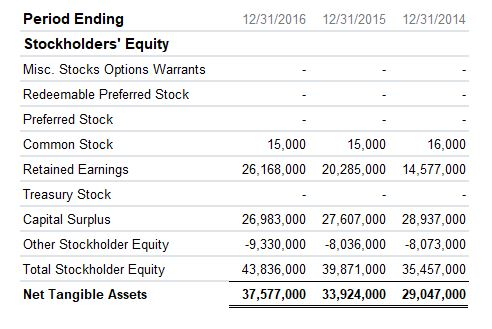 Period Ending 12/31/2016 12/31/2015 12/31/2014
Stockholders' Equity
Misc. Stocks Options Warrants - - -
Redeemable Preferred Stock - - -
Preferred Stock - - -
Common Stock 15,000 15,000 16,000
Retained Earnings 26,168,000 20,285,000 14,577,000
Treasury Stock - - -
Capital Surplus 26,983,000 27,607,000 28,937,000
Other Stockholder Equity -9,330,000 -8,036,000 -8,073,000
Total Stockholder Equity 43,836,000 39,871,000 35,457,000
Net Tangible Assets 37,577,000 33,924,000 29,047,000